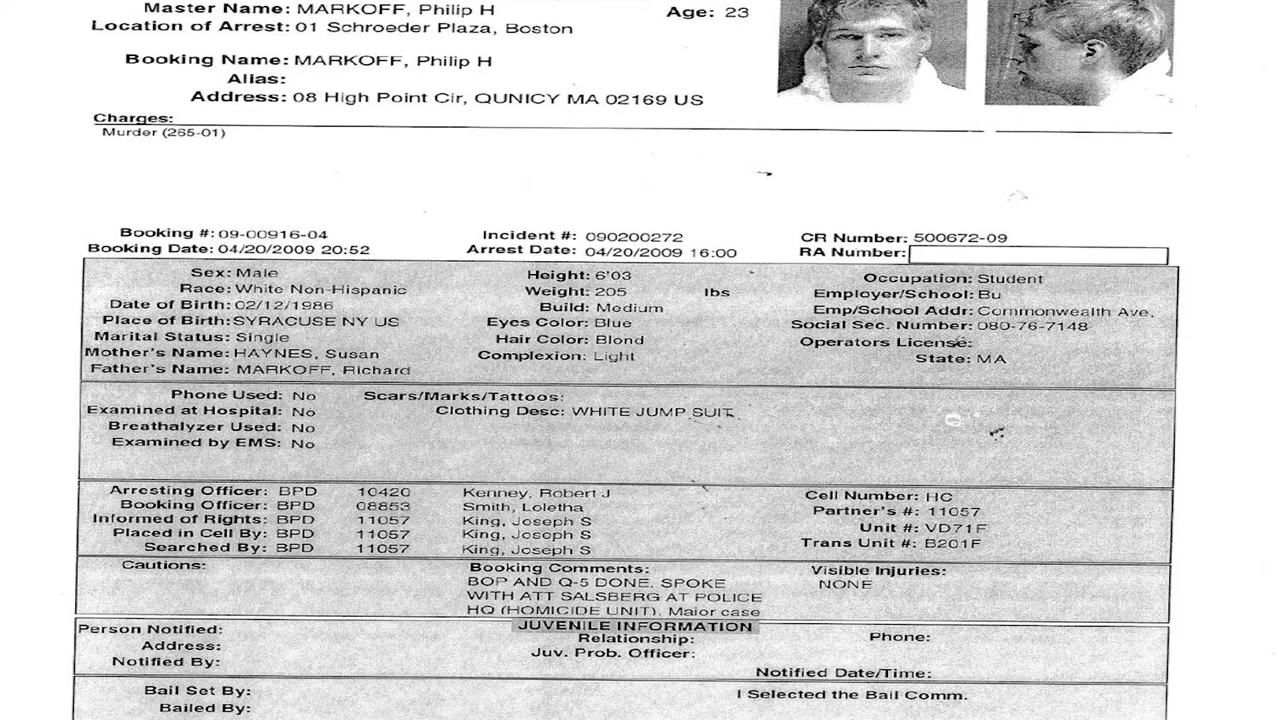 Master Name: MARKOFF, Philip H Age: 23
Location of Arrest: 01 Schroeder Plaza, Boston
Booking Name: MARKOFF, Philip H
Alias:
Address: 08 High Point Cir, QUNICY MA 02169 US
Charges:
Murder (265-01)
Booking #: 09-00916-04 Incident #: 090200272 CR Number: 500672-09
Booking Date: 04/20/2009 20:52 Arrest Date: 04/20/2009 16:00 RA Number:
Sex: Male Height: 6'03 Occupation: Student
Race: White Non-Hispanic Weight: 205 lbs Employer/School: Bu
Date of Birth: 02/12/1986 Build: Medium Emp/School Addr: Commonwealth Ave.
Place of Birth: SYRACUSE NY US Eyes Color: Blue Social Sec. Number: 080-76-7148
Marital Status: Single Hair Color: Blond Operators License:
Mother's Name: HAYNES, Susan Complexion: Light State: MA
Father's Name: MARKOFF, Richard
Phone Used: No Scars/Marks/Tattoos:
Examined at Hospital: No Clothing Desc: WHITE JUMP SUIT
Breathalyzer Used: No
Examined by EMS: No
Arresting Officer: BPD 10420 Kenney, Robert J Cell Number: HC
Booking Officer: BPD 08853 Smith, Loletha Partner's #: 11057
Informed of Rights: BPD 11057 King, Joseph S Unit #: VD71F
Placed in Cell By: BPD 11057 King, Joseph S Trans Unit #: B201F
Searched By: BPD 11057 King, Joseph S
Cautions: Booking Comments: Visible Injuries:
BOP AND Q-5 DONE. SPOKE NONE
WITH ATT SALSBERG AT POLICE
HQ (HOMICIDE UNIT). Major case
JUVENILE INFORMATION
Person Notified: Relationship: Phone:
Address: Juv. Prob. Officer:
Notified By: Notified Date/Time:
Bail Set By: I Selected the Bail Comm.
Bailed By: